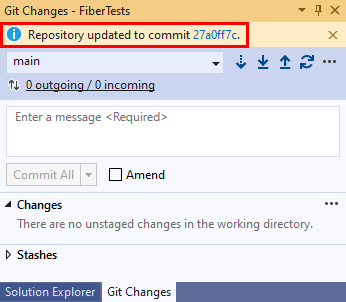 Git Changes - FiberTests
Repository updated to commit 27a0ff7c.
main
0 outgoing / 0 incoming
Enter a message <Required>
Commit All
Amend
Changes
There are no unstaged changes in the working directory.
Stashes
Solution Explorer
Git Changes